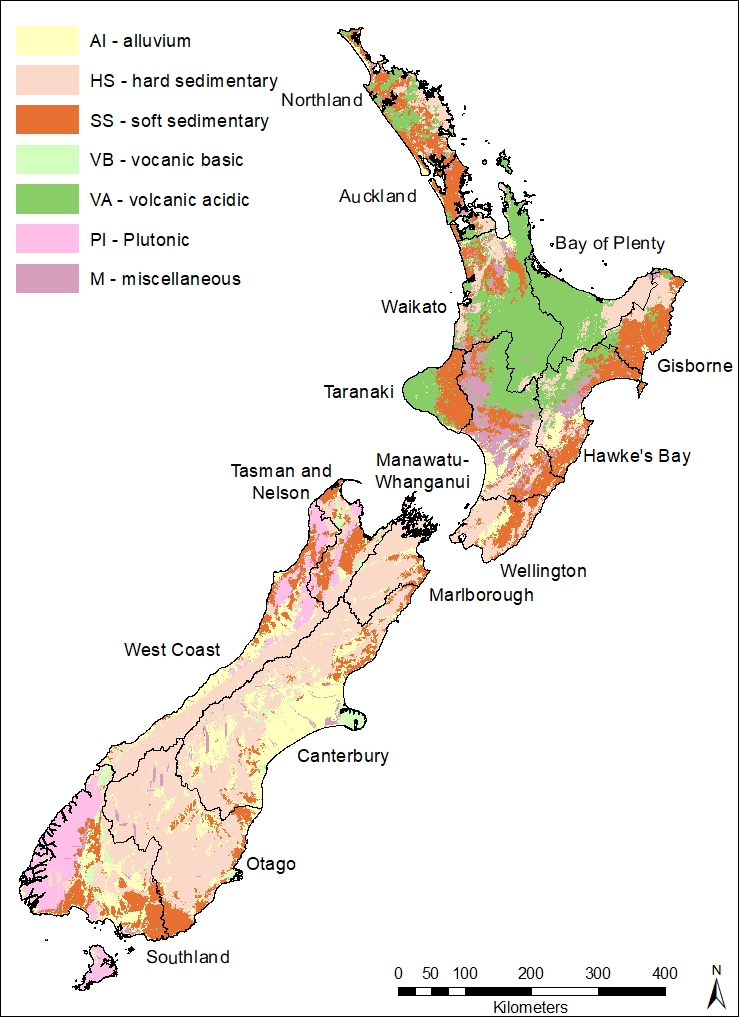 AI - alluvium
HS - hard sedimentary
SS - soft sedimentary
VB - vocanic basic
VA - volcanic acidic
PI - Plutonic
M - miscellaneous
Northland
Auckland
Bay of Plenty
Waikato
Gisborne
Taranaki
Hawke's Bay
Manawatu-
Whanganui
Tasman and
Nelson
Wellington
Marlborough
West Coast
Canterbury
Otago
Southland
0 50 100 200 300 400
Kilometers
N